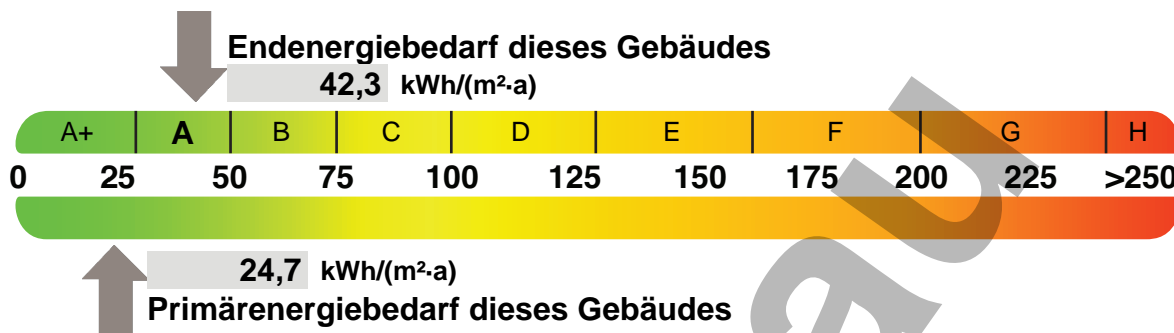 Endenergiebedarf dieses Gebäudes
42,3 kWh/(m²·a)
A+ A B C D E F G H
0 25 50 75 100 125 150 175 200 225 >250
24,7 kWh/(m²·a)
Primärenergiebedarf dieses Gebäudes
au